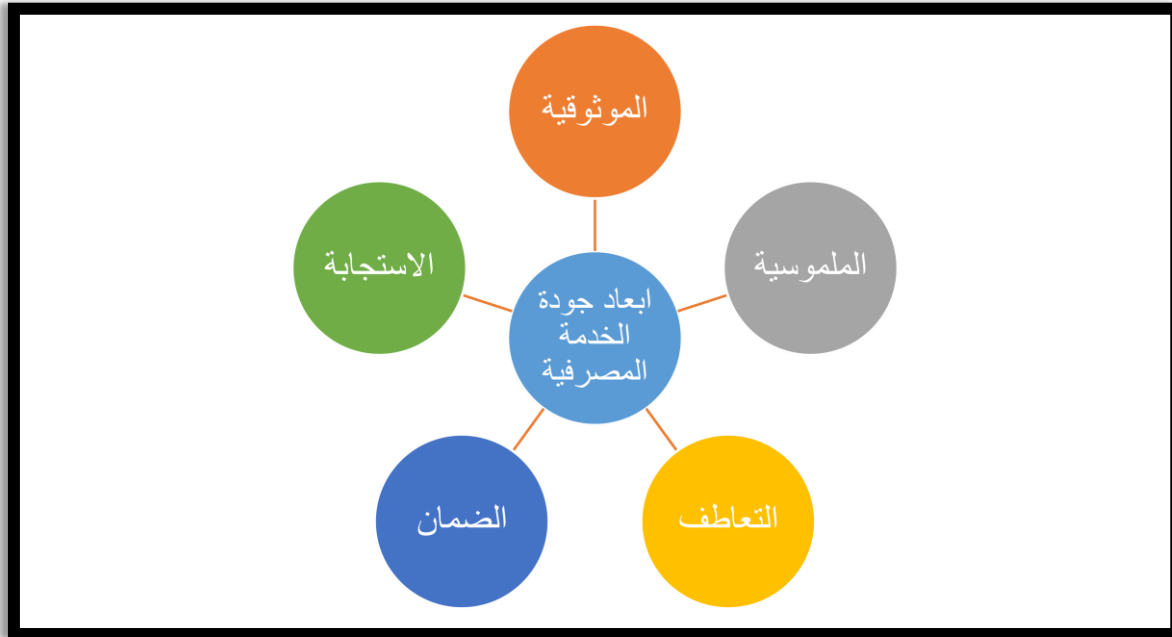 الموثوقية
الملموسية
الاستجابة
ابعاد جودة
الخدمة
المصرفية
التعاطف
الضمان